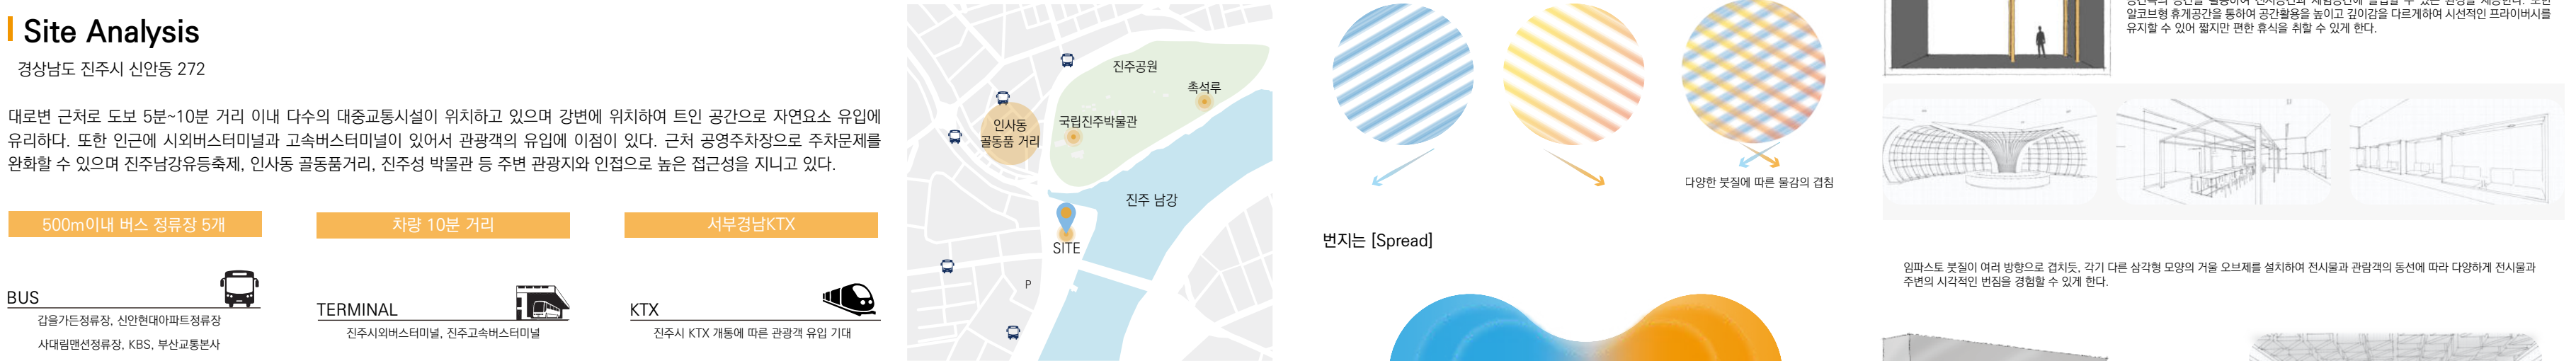 Site Analysis
경상남도 진주시 신안동 272
대로변 근처로 도보 5분~10분 거리 이내 다수의 대중교통시설이 위치하고 있으며 강변에 위치하여 트인 공간으로 자연요소 유입에
유리하다. 또한 인근에 시외버스터미널과 고속버스터미널이 있어서 관광객의 유입에 이점이 있다. 근처 공영주차장으로 주차문제를
완화할 수 있으며 진주남강유등축제, 인사동 골동품거리, 진주성 박물관 등 주변 관광지와 인접으로 높은 접근성을 지니고 있다.
500m이내 버스 정류장 5개
차량 10분 거리
서부경남KTX
BUS
갑을가든정류장, 신안현대아파트정류장
사대림맨션정류장, KBS, 부산교통본사
TERMINAL
진주시외버스터미널, 진주고속버스터미널
KTX
진주시 KTX 개통에 따른 관광객 유입 기대
진주공원
촉석루
국립진주박물관
인사동
골동품 거리
진주 남강
SITE
P
다양한 붓질에 따른 물감의 겹침
번지는 [Spread]
알코브형 휴게공간을 통하여 공간활용을 높이고 깊이감을 다르게하여 시선적인 프라이버시를
유지할 수 있어 짧지만 편한 휴식을 취할 수 있게 한다.
임파스토 붓질이 여러 방향으로 겹치듯, 각기 다른 삼각형 모양의 거울 오브제를 설치하여 전시물과 관람객의 동선에 따라 다양하게 전시물과
주변의 시각적인 번짐을 경험할 수 있게 한다.